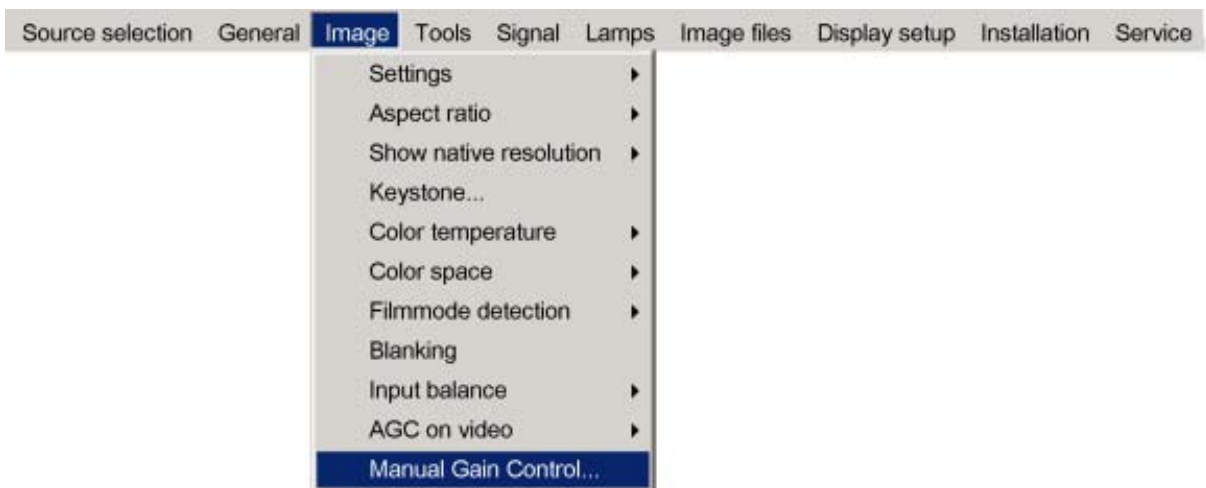 Source selection General Image Tools Signal Lamps Image files Display setup Installation Service
Settings
Aspect ratio
Show native resolution
Keystone...
Color temperature
Color space
Filmmode detection
Blanking
Input balance
AGC on video
Manual Gain Control...